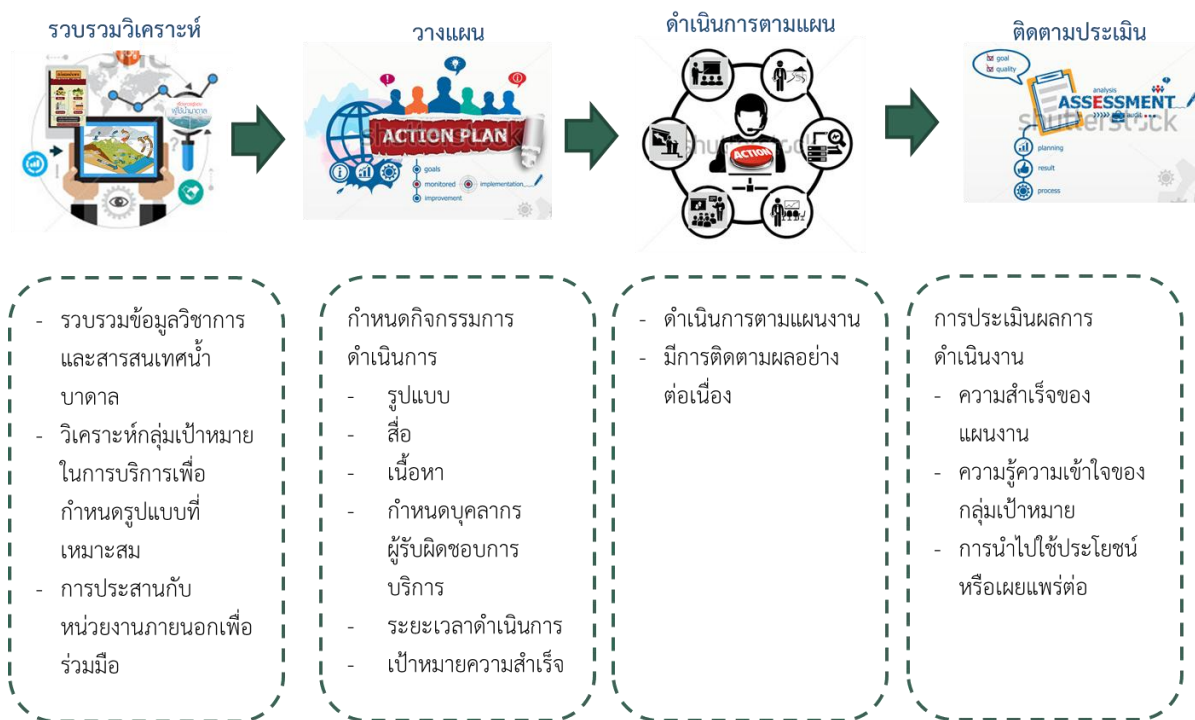 รวบรวมวิเคราะห์
วางแผน
ดำเนินการตามแผน
ติดตามประเมิน
ผู้ใช้น้ำบาดาล
ACTION PLAN
goals
monitored
implementation
improvement
shutterstock
ACTION
goal
quality
analysis
ASSESSMENT
audit
shutterstock
planning
result
process
- รวบรวมข้อมูลวิชาการ
และสารสนเทศน้ำ
บาดาล
- วิเคราะห์กลุ่มเป้าหมาย
ในการบริการเพื่อ
กำหนดรูปแบบที่
เหมาะสม
- การประสานกับ
หน่วยงานภายนอกเพื่อ
ร่วมมือ
กำหนดกิจกรรมการ
ดำเนินการ
- รูปแบบ
- สื่อ
- เนื้อหา
- กำหนดบุคลากร
ผู้รับผิดชอบการ
บริการ
- ระยะเวลาดำเนินการ
- เป้าหมายความสำเร็จ
- ดำเนินการตามแผนงาน
- มีการติดตามผลอย่าง
ต่อเนื่อง
การประเมินผลการ
ดำเนินงาน
- ความสำเร็จของ
แผนงาน
- ความรู้ความเข้าใจของ
กลุ่มเป้าหมาย
- การนำไปใช้ประโยชน์
หรือเผยแพร่ต่อ